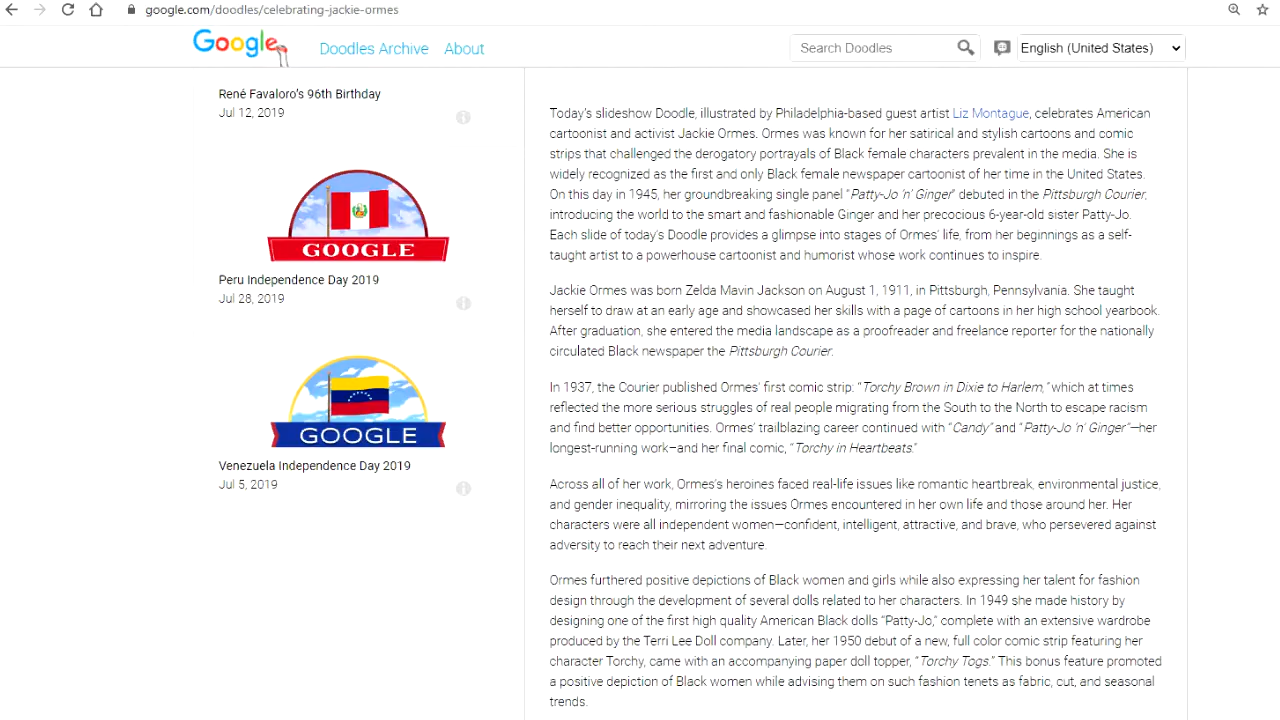 google.com/doodles/celebrating-jackie-ormes
Google
Doodles Archive
About
Search Doodles
English (United States)
René Favaloro's 96th Birthday
Jul 12, 2019
GOOGLE
Peru Independence Day 2019
Jul 28, 2019
GOOGLE
Venezuela Independence Day 2019
Jul 5, 2019
Today's slideshow Doodle, illustrated by Philadelphia-based guest artist Liz Montague, celebrates American
cartoonist and activist Jackie Ormes. Ormes was known for her satirical and stylish cartoons and comic
strips that challenged the derogatory portrayals of Black female characters prevalent in the media. She is
widely recognized as the first and only Black female newspaper cartoonist of her time in the United States.
On this day in 1945, her groundbreaking single panel "Patty-Jo 'n' Ginger" debuted in the Pittsburgh Courier,
introducing the world to the smart and fashionable Ginger and her precocious 6-year-old sister Patty-Jo.
Each slide of today's Doodle provides a glimpse into stages of Ormes' life, from her beginnings as a self-
taught artist to a powerhouse cartoonist and humorist whose work continues to inspire.
Jackie Ormes was born Zelda Mavin Jackson on August 1, 1911, in Pittsburgh, Pennsylvania. She taught
herself to draw at an early age and showcased her skills with a page of cartoons in her high school yearbook.
After graduation, she entered the media landscape as a proofreader and freelance reporter for the nationally
circulated Black newspaper the Pittsburgh Courier.
In 1937, the Courier published Ormes' first comic strip: "Torchy Brown in Dixie to Harlem," which at times
reflected the more serious struggles of real people migrating from the South to the North to escape racism
and find better opportunities. Ormes' trailblazing career continued with "Candy" and "Patty-Jo 'n' Ginger"—her
longest-running work—and her final comic, "Torchy in Heartbeats."
Across all of her work, Ormes's heroines faced real-life issues like romantic heartbreak, environmental justice,
and gender inequality, mirroring the issues Ormes encountered in her own life and those around her. Her
characters were all independent women—confident, intelligent, attractive, and brave, who persevered against
adversity to reach their next adventure.
Ormes furthered positive depictions of Black women and girls while also expressing her talent for fashion
design through the development of several dolls related to her characters. In 1949 she made history by
designing one of the first high quality American Black dolls "Patty-Jo," complete with an extensive wardrobe
produced by the Terri Lee Doll company. Later, her 1950 debut of a new, full color comic strip featuring her
character Torchy, came with an accompanying paper doll topper, "Torchy Togs." This bonus feature promoted
a positive depiction of Black women while advising them on such fashion tenets as fabric, cut, and seasonal
trends.